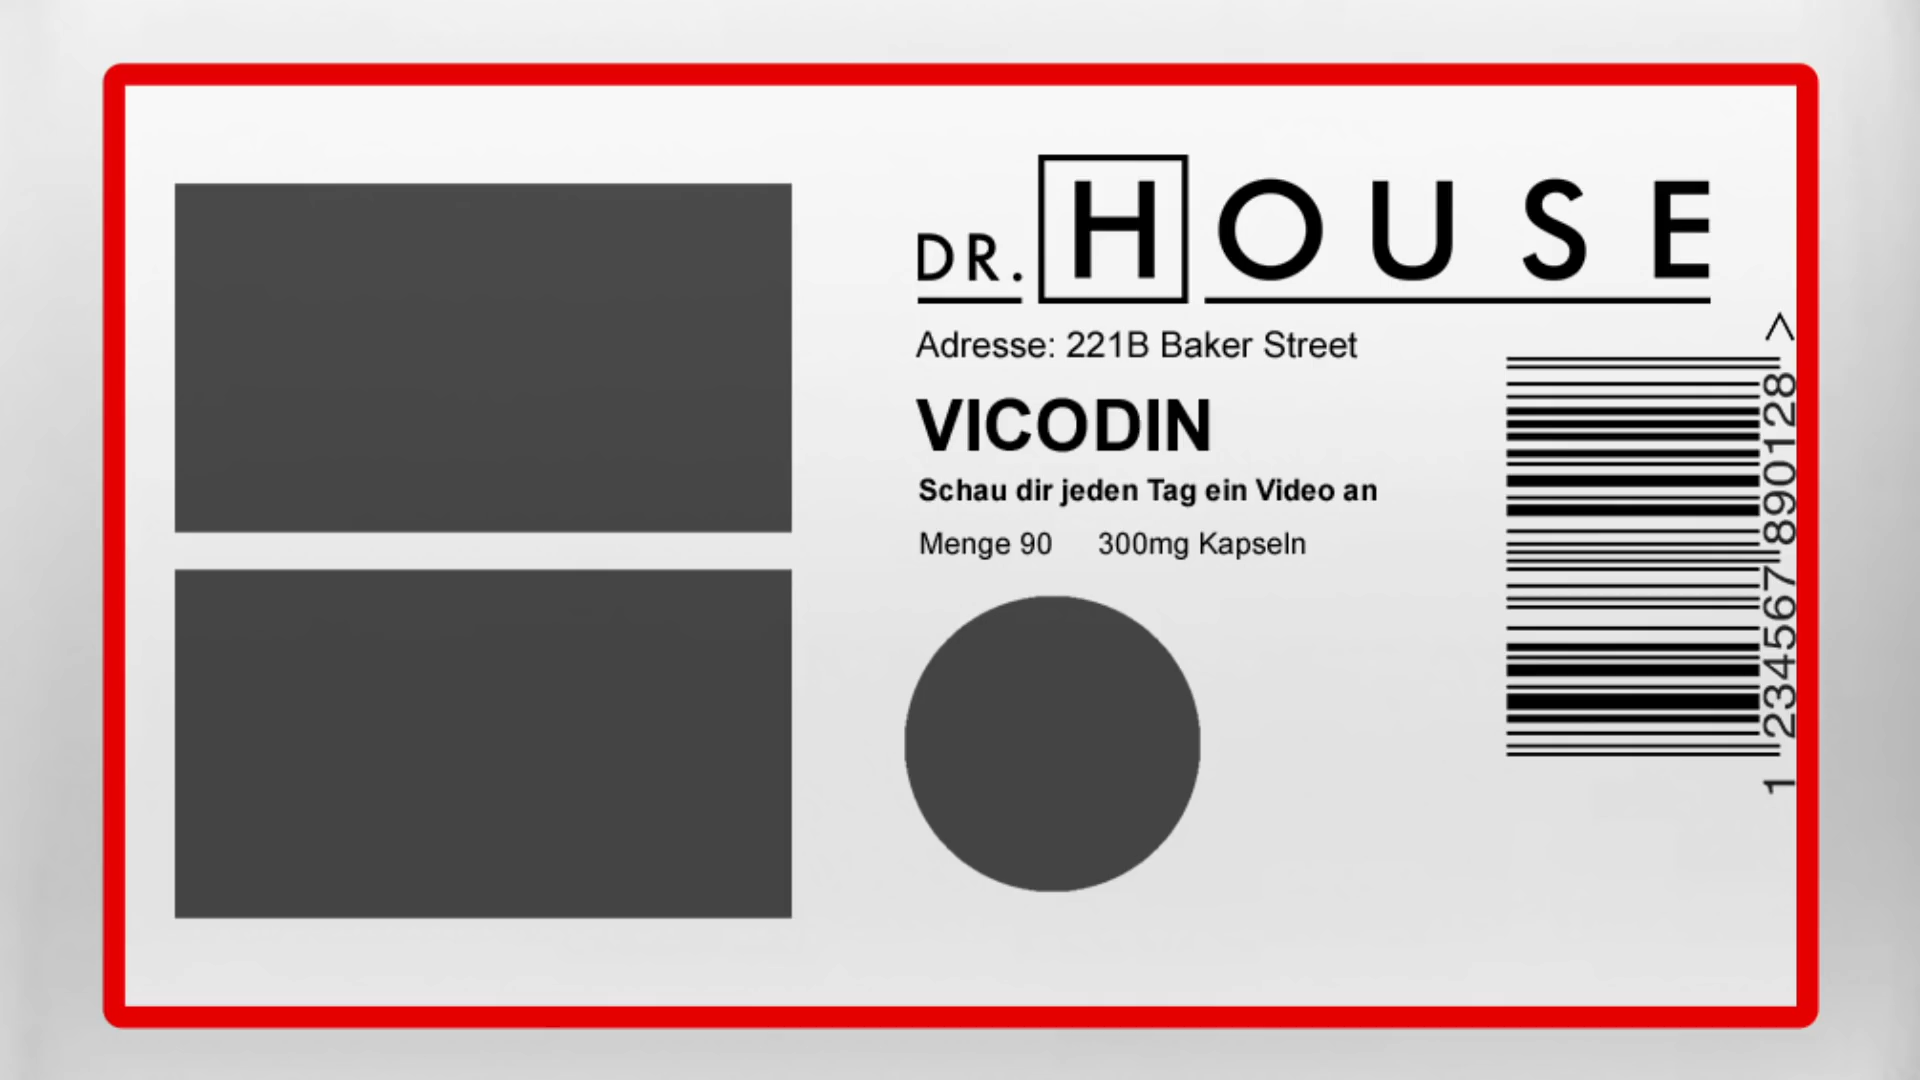 DR. HOUSE
Adresse: 221B Baker Street
VICODIN
Schau dir jeden Tag ein Video an
Menge 90 300mg Kapseln
1 234567 890128 >